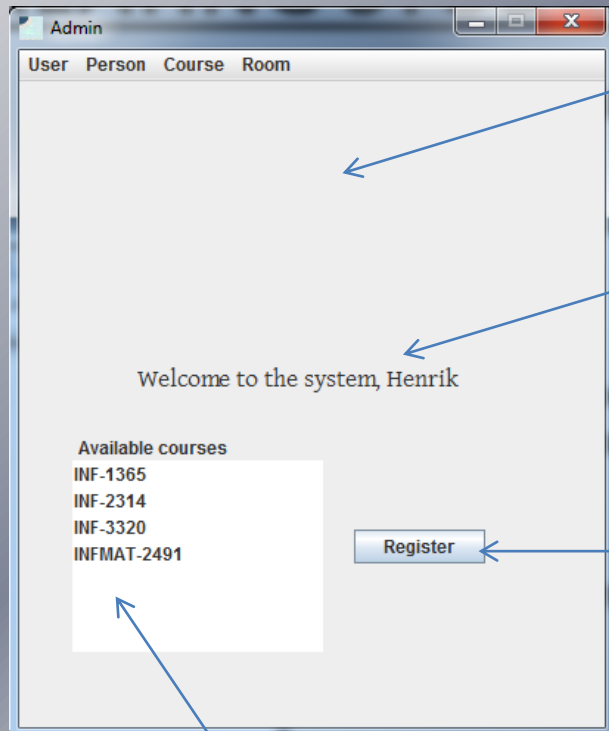 Admin
User Person Course Room
Welcome to the system, Henrik
Available courses
INF-1365
INF-2314
INF-3320
INFMAT-2491
Register